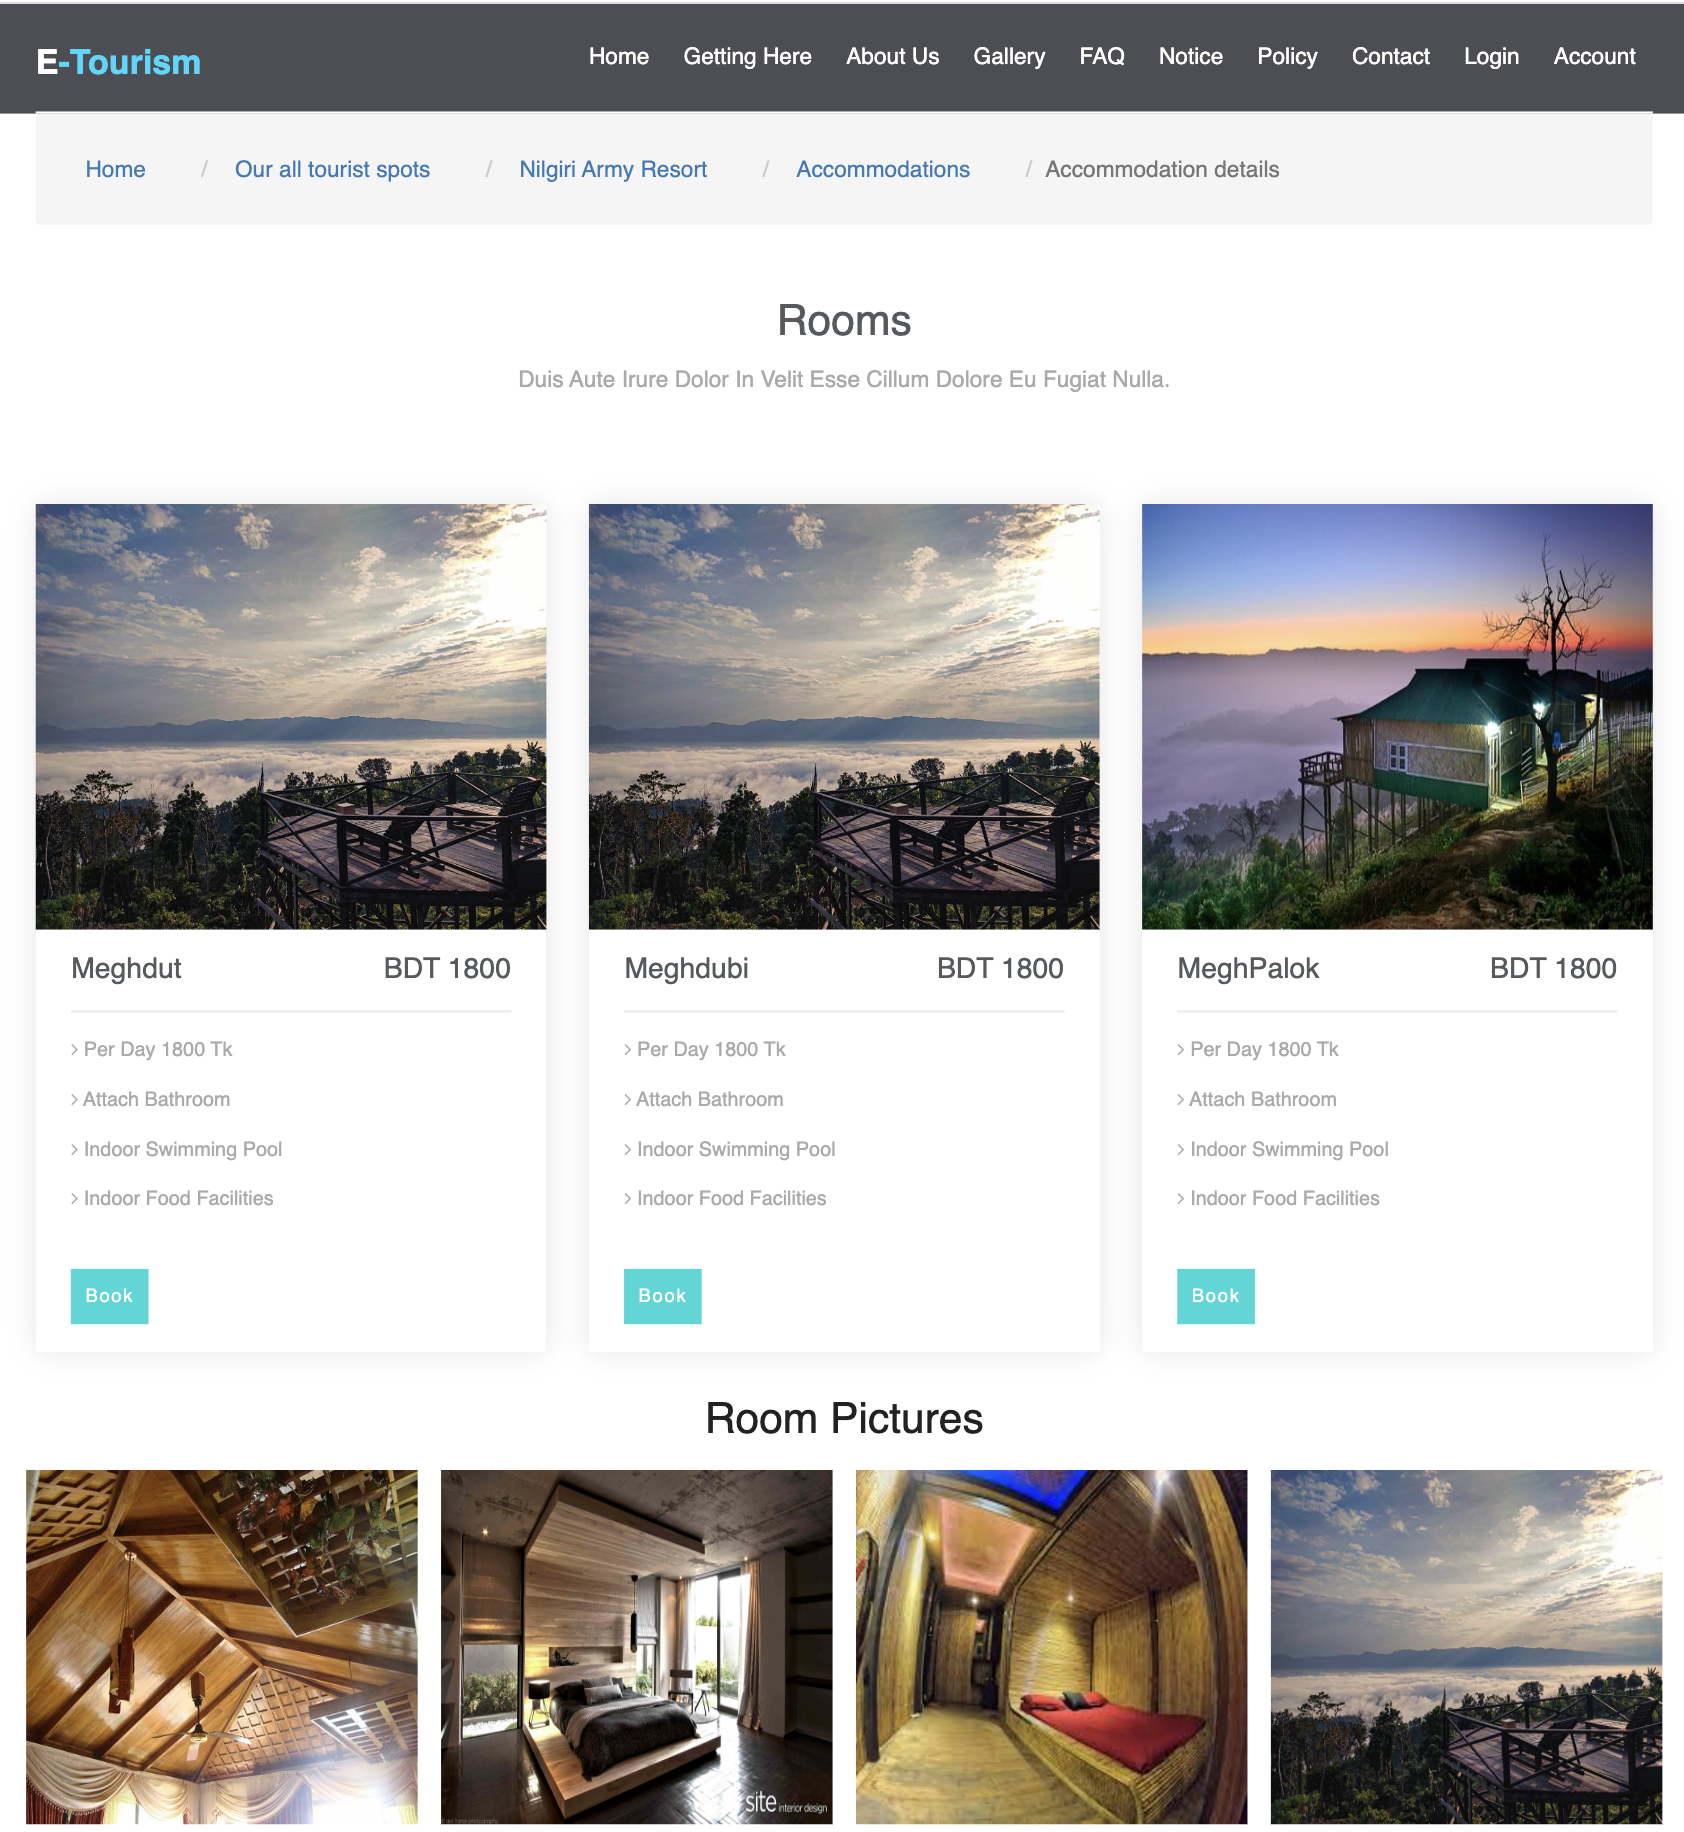 E-Tourism
Home Getting Here About Us Gallery FAQ Notice Policy Contact Login Account
Home / Our all tourist spots / Nilgiri Army Resort / Accommodations / Accommodation details
Rooms
Duis Aute Irure Dolor In Velit Esse Cillum Dolore Eu Fugiat Nulla.
Meghdut BDT 1800
> Per Day 1800 Tk
> Attach Bathroom
> Indoor Swimming Pool
> Indoor Food Facilities
Book
Meghdubi BDT 1800
> Per Day 1800 Tk
> Attach Bathroom
> Indoor Swimming Pool
> Indoor Food Facilities
Book
MeghPalok BDT 1800
> Per Day 1800 Tk
> Attach Bathroom
> Indoor Swimming Pool
> Indoor Food Facilities
Book
Room Pictures
site interior design